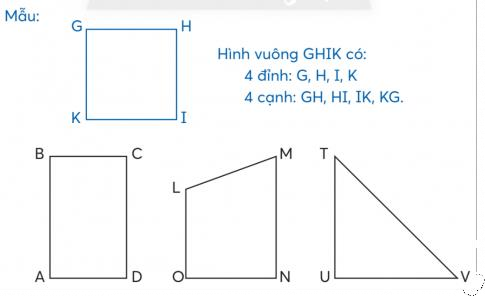 Mẫu:
G H
Hình vuông GHIK có:
4 đỉnh: G, H, I, K
4 cạnh: GH, HI, IK, KG.
K I
B C M T
L
A D O N U V